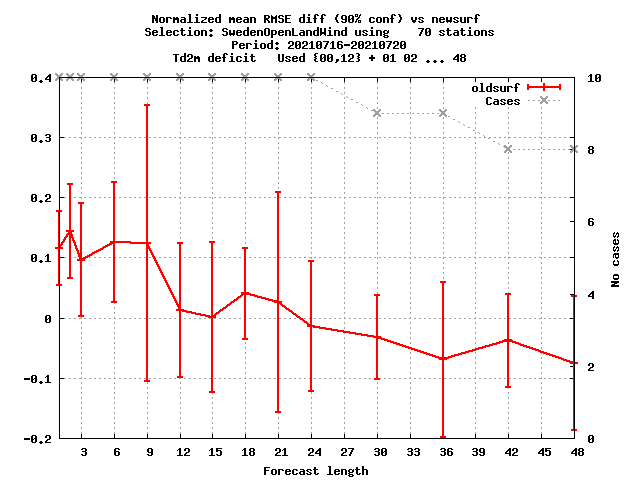 Normalized mean RMSE diff (90% conf) vs newsurf
Selection: SwedenOpenLandWind using    70 stations
Period: 20210716-20210720
Td2m deficit   Used {00,12} + 01 02 ... 48
0.4
0.3
0.2
0.1
0
-0.1
-0.2
oldsurf
Cases
10
8
6
4
2
0
No cases
3 6 9 12 15 18 21 24 27 30 33 36 39 42 45 48
Forecast length